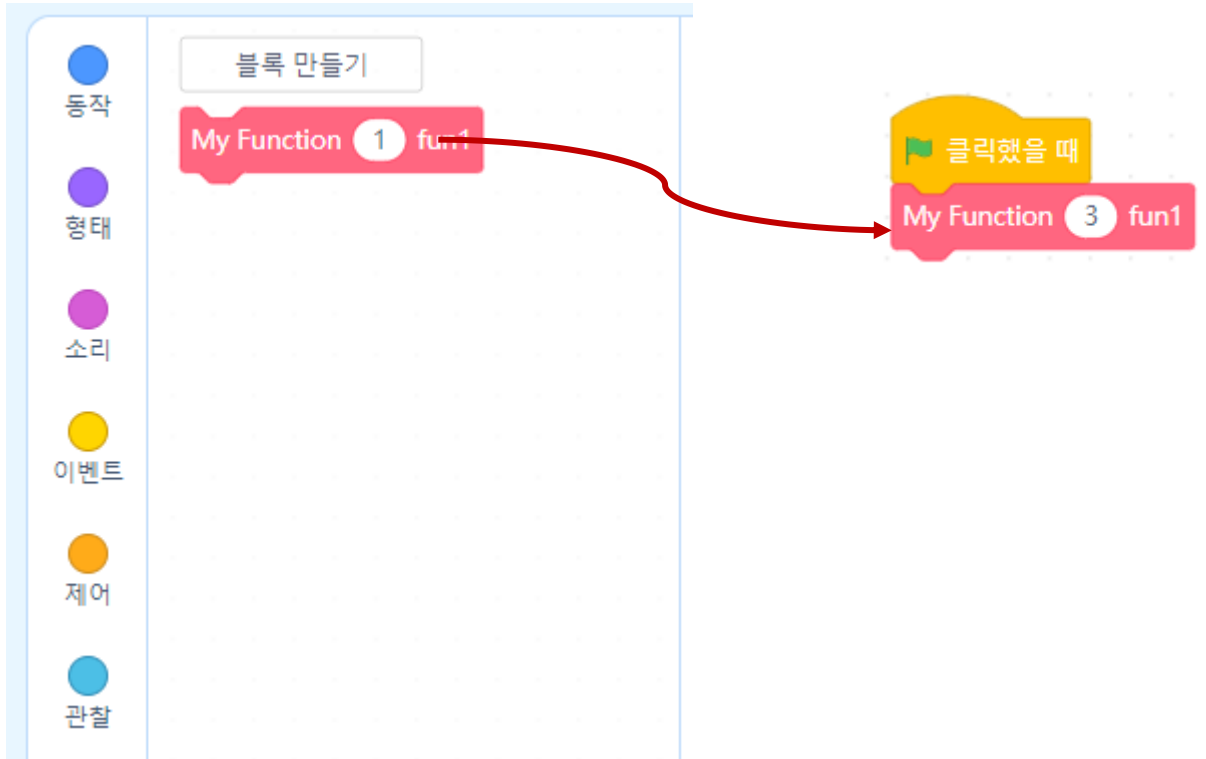 동작
형태
소리
이벤트
제어
관찰
블록 만들기
My Function 1 fun1
클릭했을 때
My Function 3 fun1